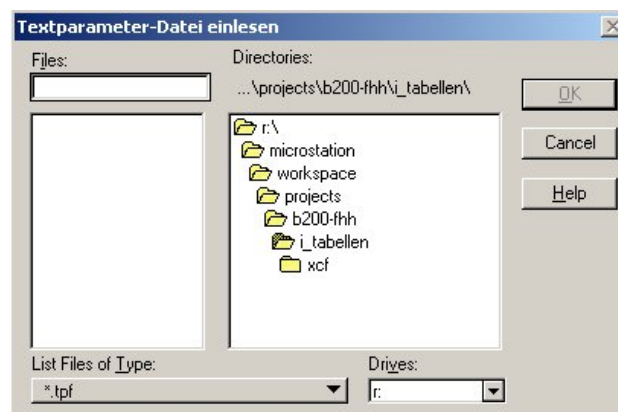 Textparameter-Datei einlesen
Files:
Directories:
...\projects\b200-fhh\i_tabellen\
OK
r:\
microstation
Cancel
workspace
projects
Help
b200-fhh
i_tabellen
xcf
List Files of Type:
Drives:
*.tpf
r: